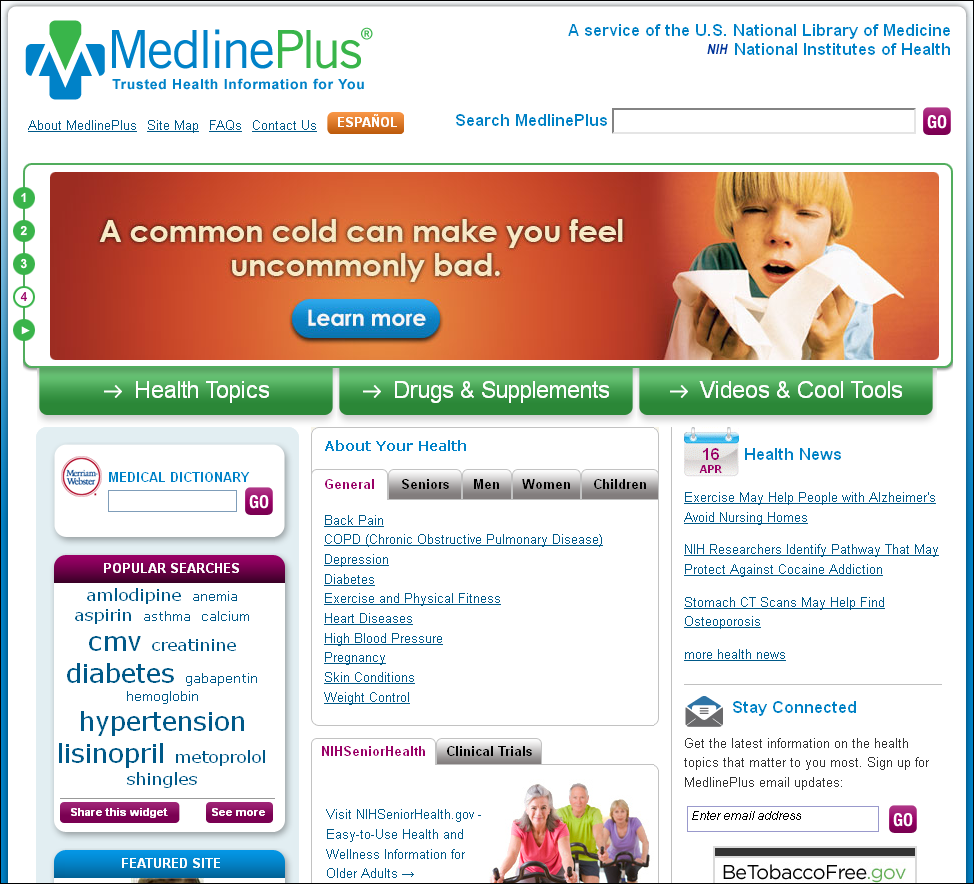 MedlinePlus®
Trusted Health Information for You
A service of the U.S. National Library of Medicine
NIH National Institutes of Health
About MedlinePlus Site Map FAQs Contact Us ESPAÑOL
Search MedlinePlus GO
1
2
3
4
A common cold can make you feel
uncommonly bad.
Learn more
→ Health Topics
→ Drugs & Supplements
→ Videos & Cool Tools
Merriam-
Webster
MEDICAL DICTIONARY
GO
POPULAR SEARCHES
amlodipine anemia
aspirin asthma calcium
cmv creatinine
diabetes gabapentin
hemoglobin
hypertension
lisinopril metoprolol
shingles
Share this widget See more
FEATURED SITE
About Your Health
General Seniors Men Women Children
Back Pain
COPD (Chronic Obstructive Pulmonary Disease)
Depression
Diabetes
Exercise and Physical Fitness
Heart Diseases
High Blood Pressure
Pregnancy
Skin Conditions
Weight Control
NIHSeniorHealth Clinical Trials
Visit NIHSeniorHealth.gov -
Easy-to-Use Health and
Wellness Information for
Older Adults →
16
APR
Health News
Exercise May Help People with Alzheimer's
Avoid Nursing Homes
NIH Researchers Identify Pathway That May
Protect Against Cocaine Addiction
Stomach CT Scans May Help Find
Osteoporosis
more health news
Stay Connected
Get the latest information on the health
topics that matter to you most. Sign up for
MedlinePlus email updates:
Enter email address GO
BeTobaccoFree.gov